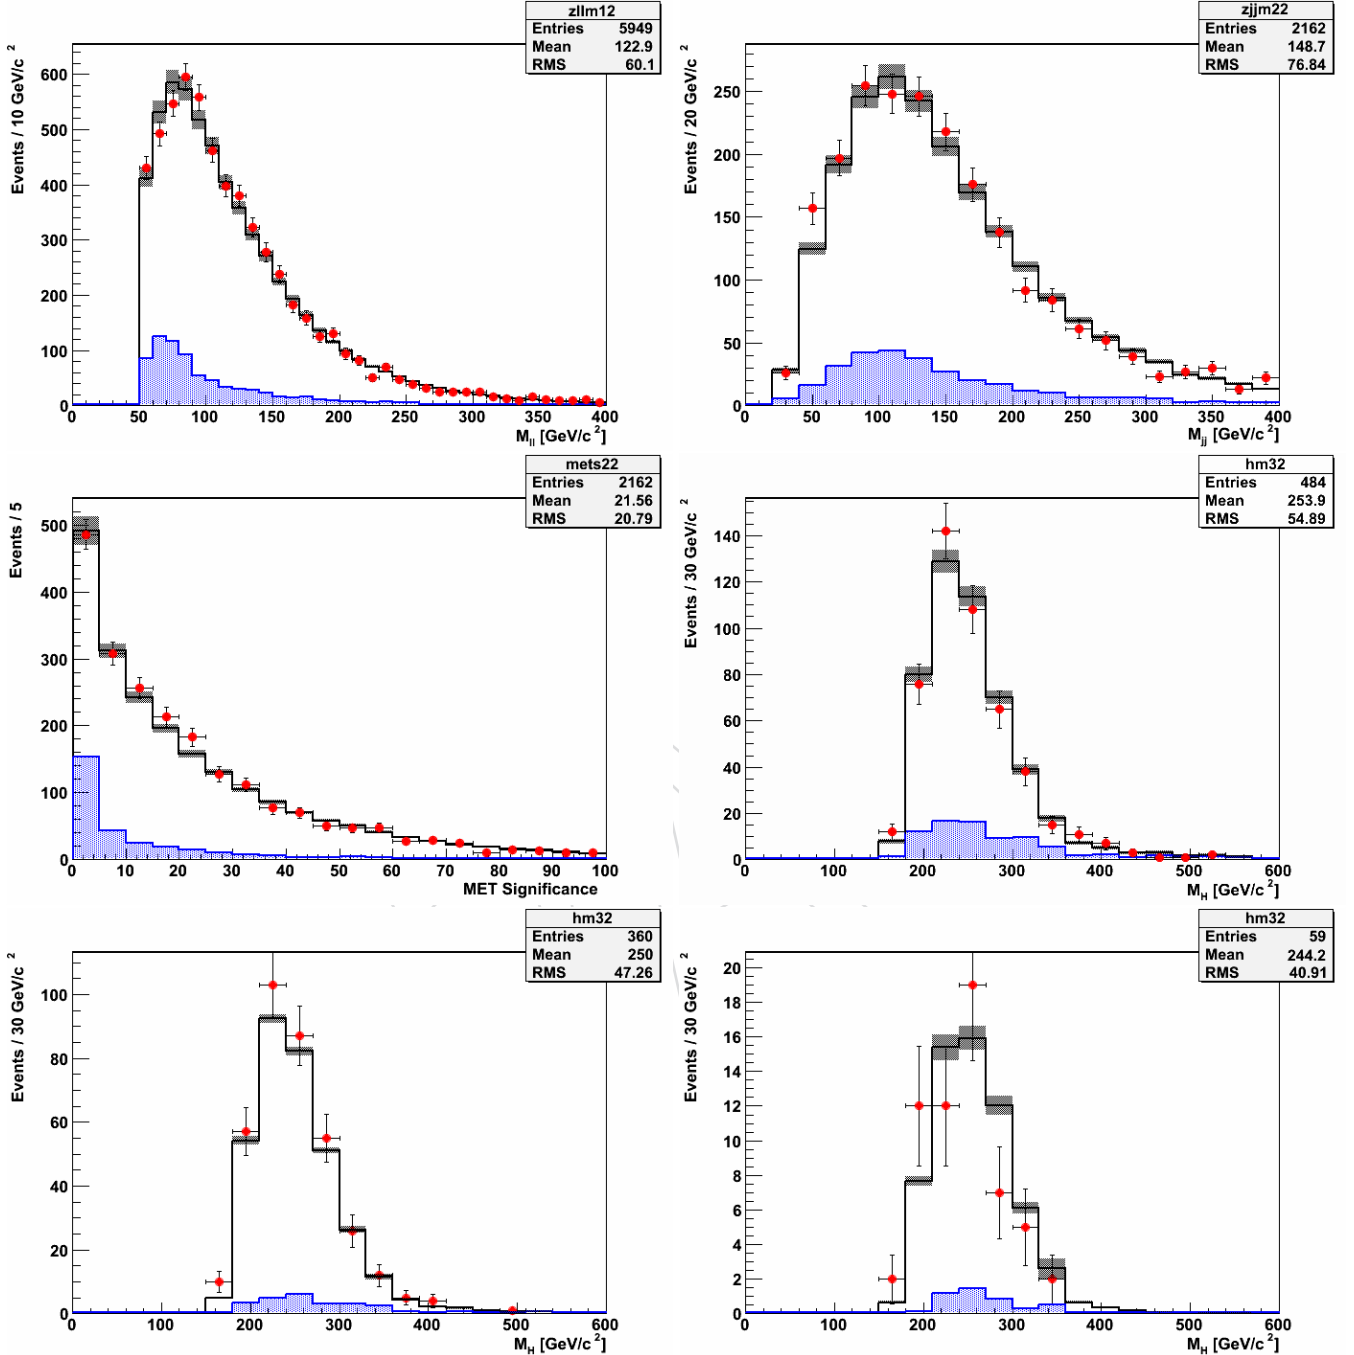 zllm12
Entries 5949
Mean 122.9
RMS 60.1
Events / 10 GeV/c 2
600
500
400
300
200
100
0
0 50 100 150 200 250 300 350 400
M ll [GeV/c 2]
zjjm22
Entries 2162
Mean 148.7
RMS 76.84
Events / 20 GeV/c 2
250
200
150
100
50
0
0 50 100 150 200 250 300 350 400
M jj [GeV/c 2]
mets22
Entries 2162
Mean 21.56
RMS 20.79
Events / 5
500
400
300
200
100
0
0 10 20 30 40 50 60 70 80 90 100
MET Significance
hm32
Entries 484
Mean 253.9
RMS 54.89
Events / 30 GeV/c 2
140
120
100
80
60
40
20
0
0 100 200 300 400 500 600
M H [GeV/c 2]
hm32
Entries 360
Mean 250
RMS 47.26
Events / 30 GeV/c 2
100
80
60
40
20
0
0 100 200 300 400 500 600
M H [GeV/c 2]
hm32
Entries 59
Mean 244.2
RMS 40.91
Events / 30 GeV/c 2
20
18
16
14
12
10
8
6
4
2
0
0 100 200 300 400 500 600
M H [GeV/c 2]